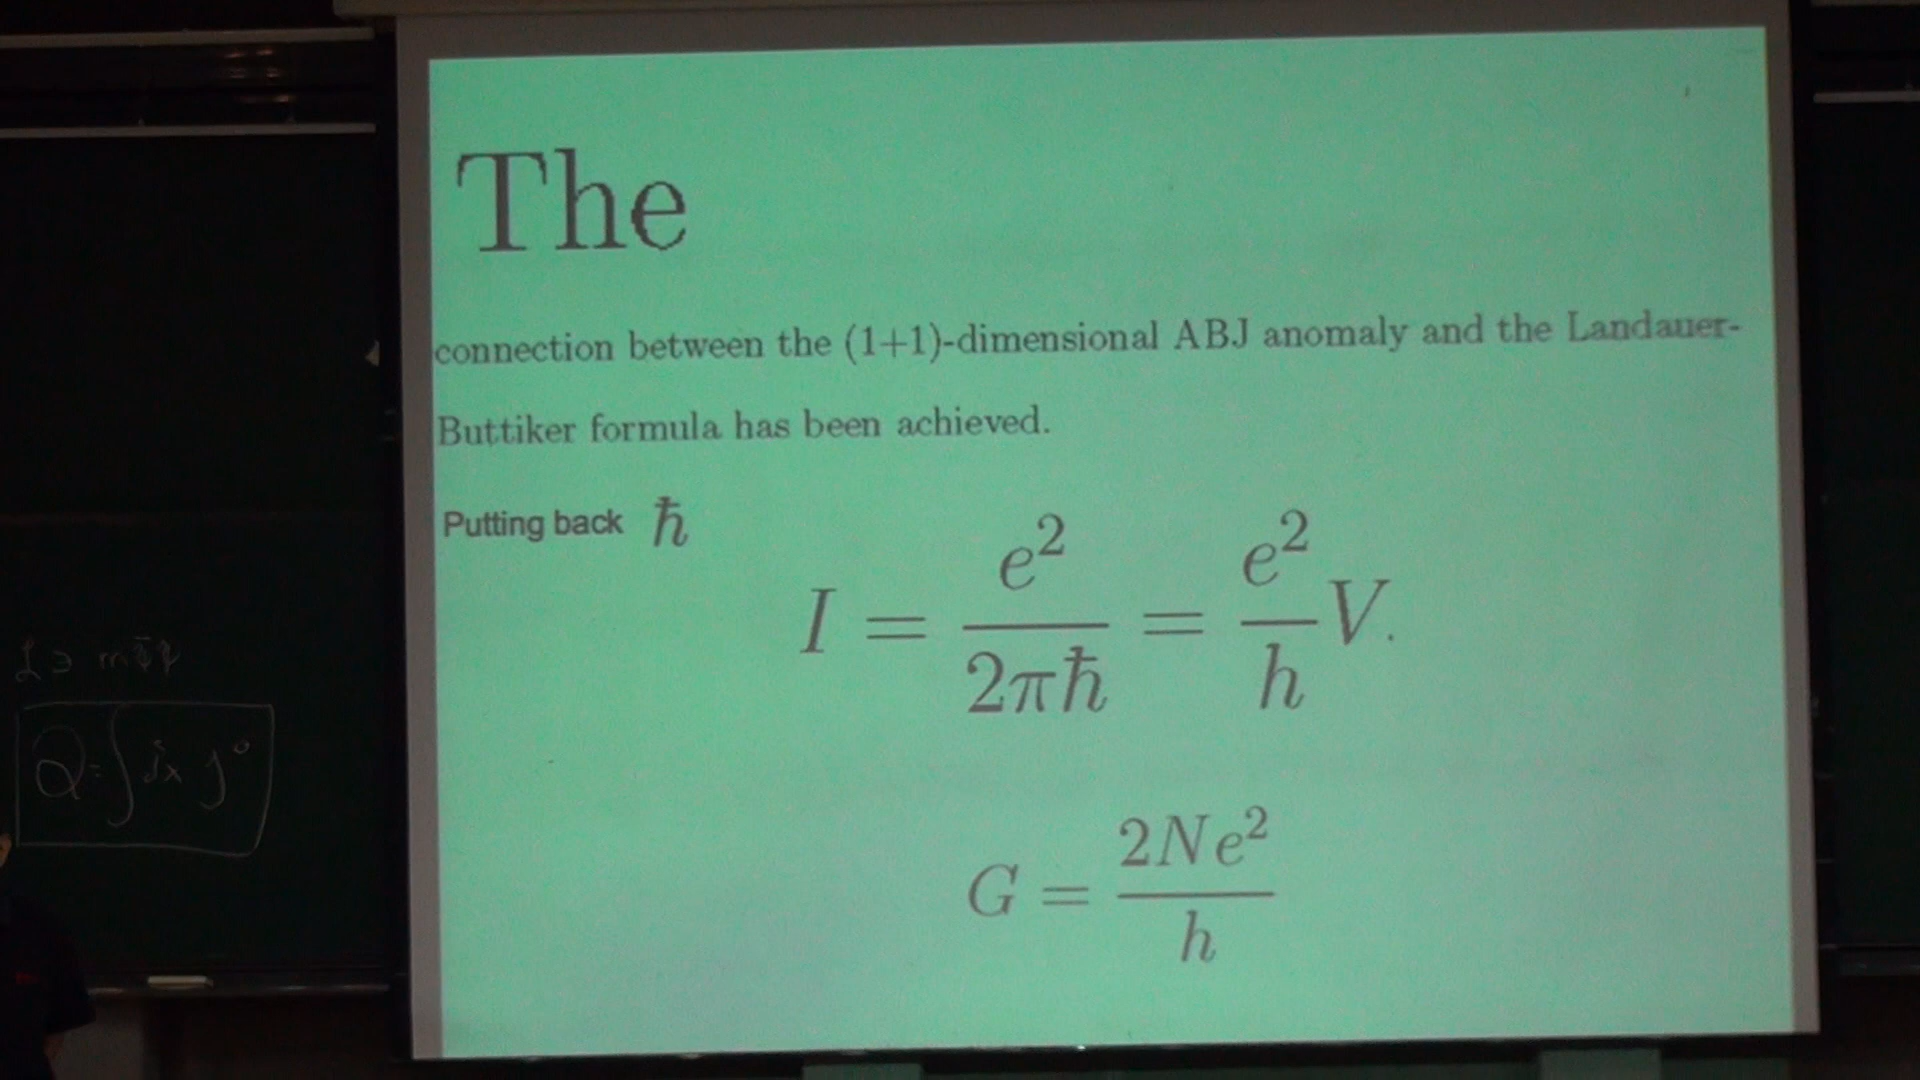 The
connection between the (1+1)-dimensional ABJ anomaly and the Landauer-
Buttiker formula has been achieved.
Putting back ħ
I = e²/2πħ = e²/h V.
G = 2Ne²/h
Q = ∫ dx j⁰